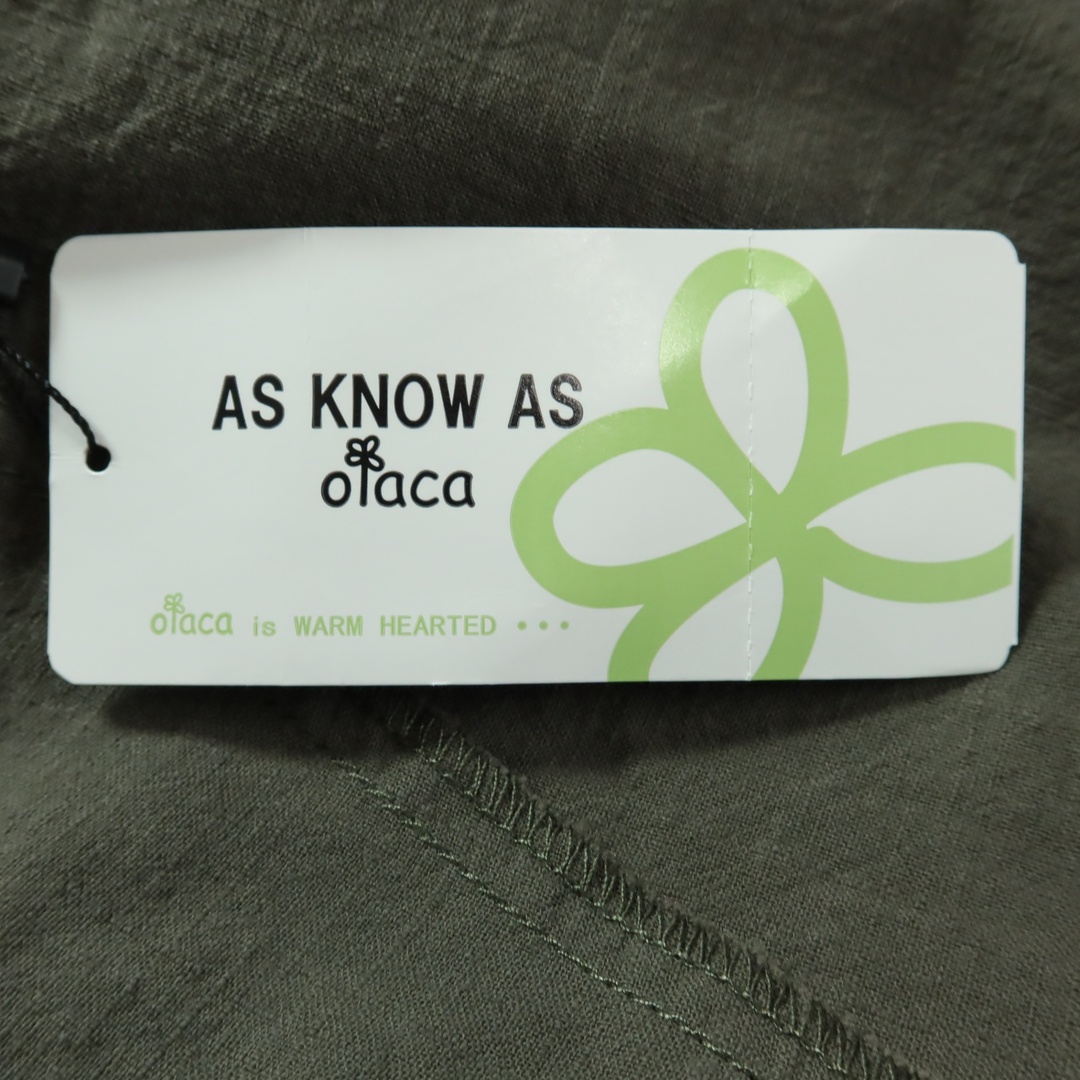 AS KNOW AS
olaca
olaca is WARM HEARTED •••